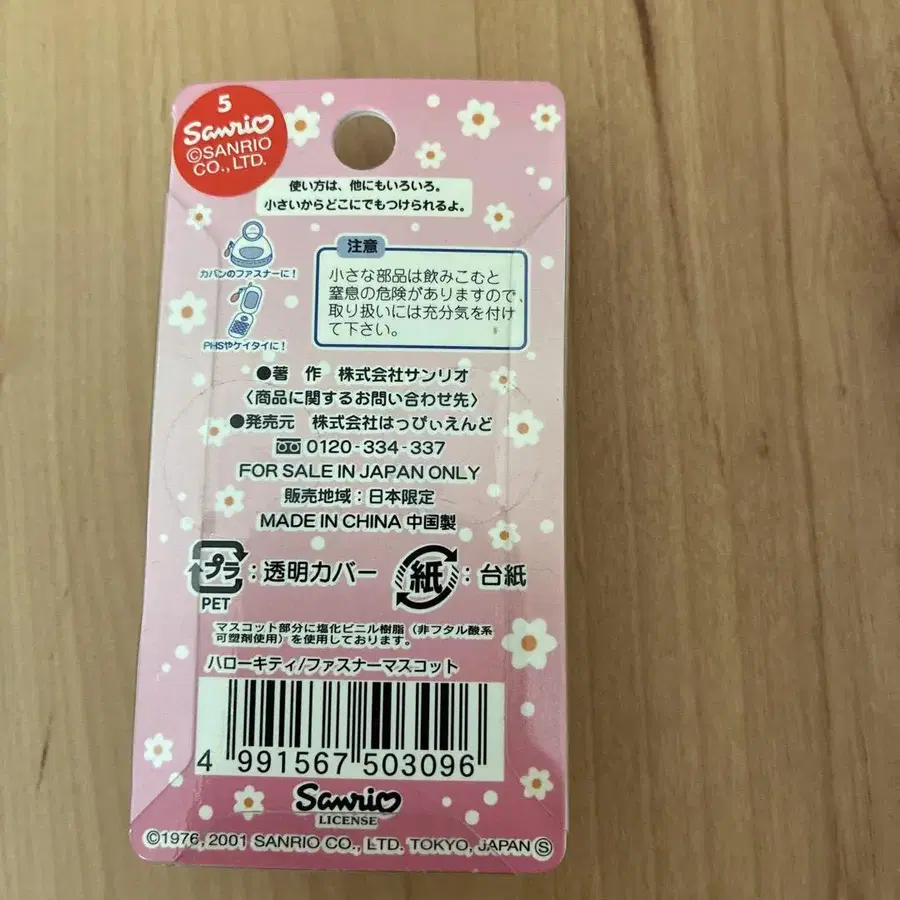 5
Sanrio
©SANRIO
CO., LTD.
使い方は、他にもいろいろ。
小さいからどこにでもつけられるよ。
カバンのファスナーに!
PHSやケイタイに!
注意
小さな部品は飲みこむと
窒息の危険がありますので、
取り扱いには充分気を付け
て下さい。
●著 作 株式会社サンリオ
〈商品に関するお問い合わせ先〉
●発売元 株式会社はっぴぃえんど
0120-334-337
FOR SALE IN JAPAN ONLY
販売地域：日本限定
MADE IN CHINA 中国製
プラ：透明カバー
PET
紙：台紙
マスコット部分に塩化ビニル樹脂（非フタル酸系
可塑剤使用）を使用しております。
ハローキティ/ファスナーマスコット
4 991567 503096
Sanrio
LICENSE
©1976, 2001 SANRIO CO., LTD. TOKYO, JAPAN Ⓢ